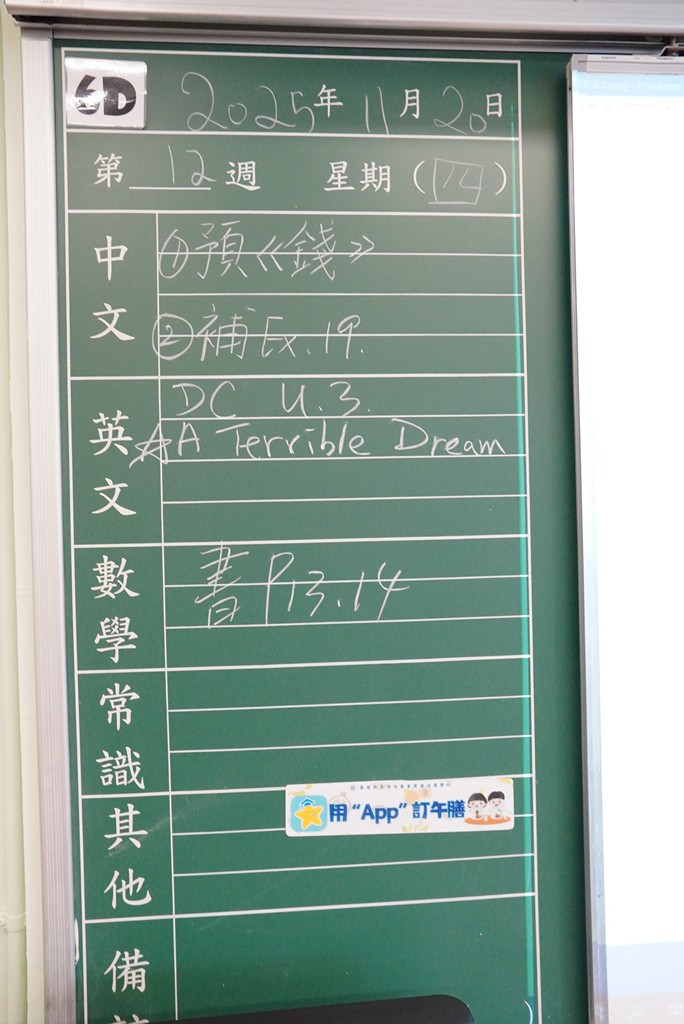 6D
2025年 11月 20日
第 12 週 星期（四）
中文
①預《錢》
②補 Ex. 19.
英文
DC U.3.
☆A Terrible Dream
數學
書 P.13.14
常識
其他
用“App”訂午膳
備